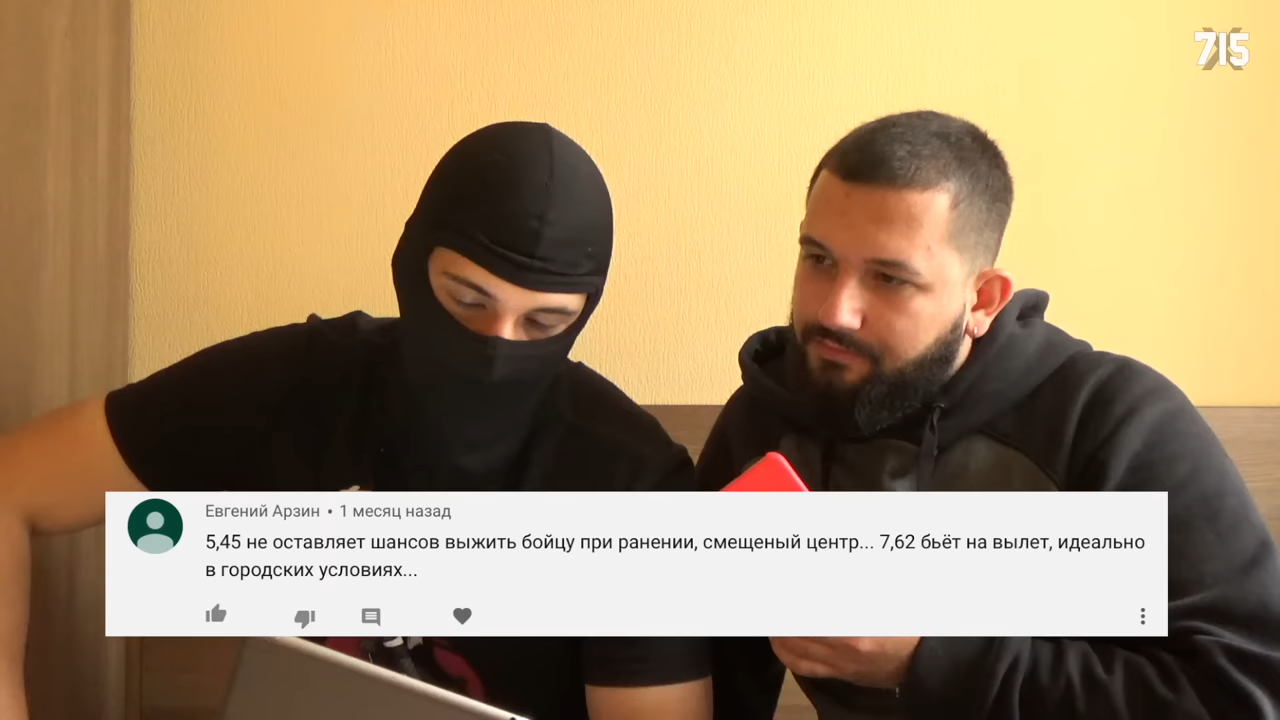 7X15
Евгений Арзин • 1 месяц назад
5,45 не оставляет шансов выжить бойцу при ранении, смещеный центр... 7,62 бьёт на вылет, идеально
в городских условиях...